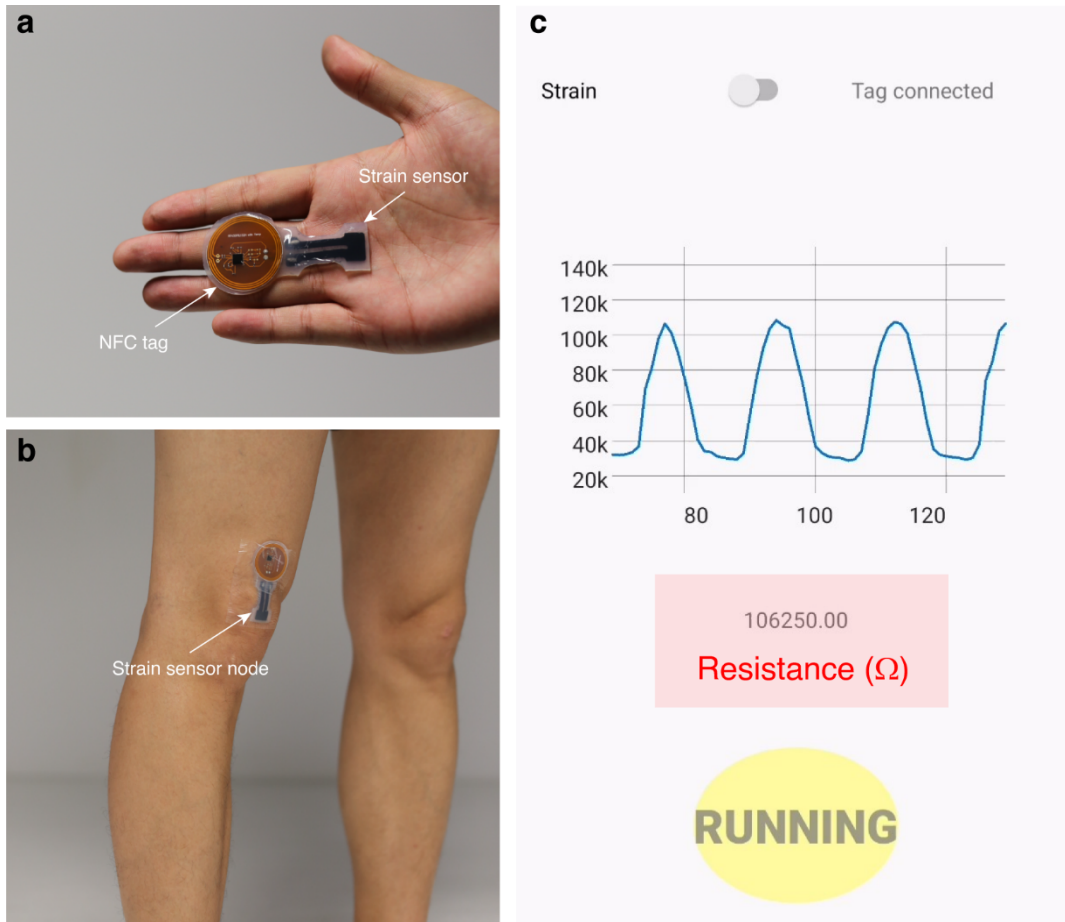 a
Strain sensor
NFC tag
b
Strain sensor node
c
Strain
Tag connected
140k
120k
100k
80k
60k
40k
20k
80
100
120
106250.00
Resistance (Ω)
RUNNING